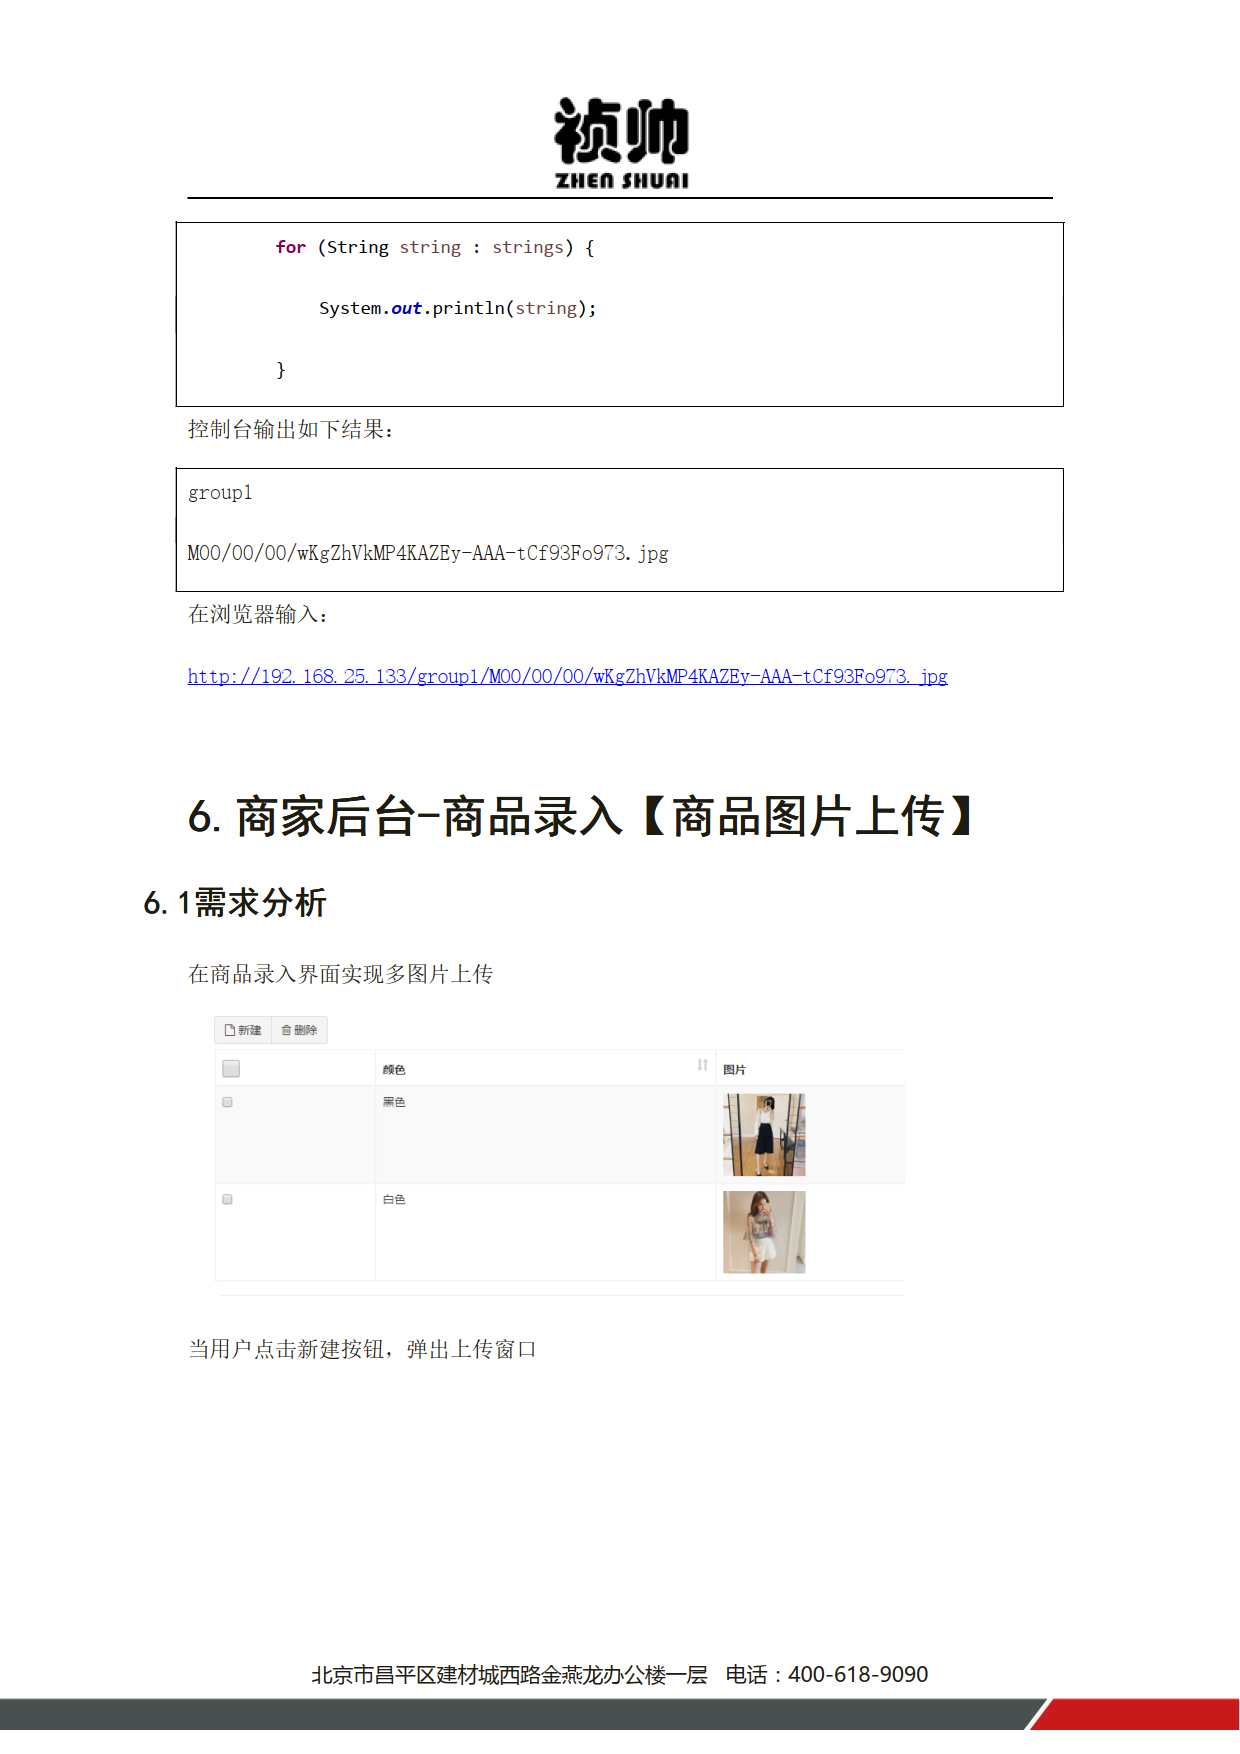 祯帅
ZHEN SHUAI
for (String string : strings) {
System.out.println(string);
}
控制台输出如下结果：
group1
M00/00/00/wKgZhVkMP4KAZEy-AAA-tCf93Fo973.jpg
在浏览器输入：
http://192.168.25.133/group1/M00/00/00/wKgZhVkMP4KAZEy-AAA-tCf93Fo973.jpg
6.商家后台-商品录入【商品图片上传】
6.1需求分析
在商品录入界面实现多图片上传
新建 删除
颜色 图片
黑色
白色
当用户点击新建按钮，弹出上传窗口
北京市昌平区建材城西路金燕龙办公楼一层 电话：400-618-9090